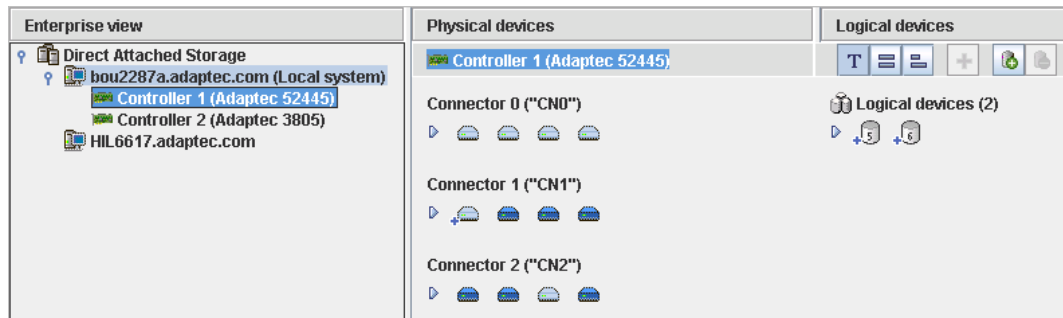 Enterprise view
Direct Attached Storage
bou2287a.adaptec.com (Local system)
Controller 1 (Adaptec 52445)
Controller 2 (Adaptec 3805)
HIL6617.adaptec.com
Physical devices
Controller 1 (Adaptec 52445)
Connector 0 ("CN0")
Connector 1 ("CN1")
Connector 2 ("CN2")
Logical devices
T
Logical devices (2)
5 6